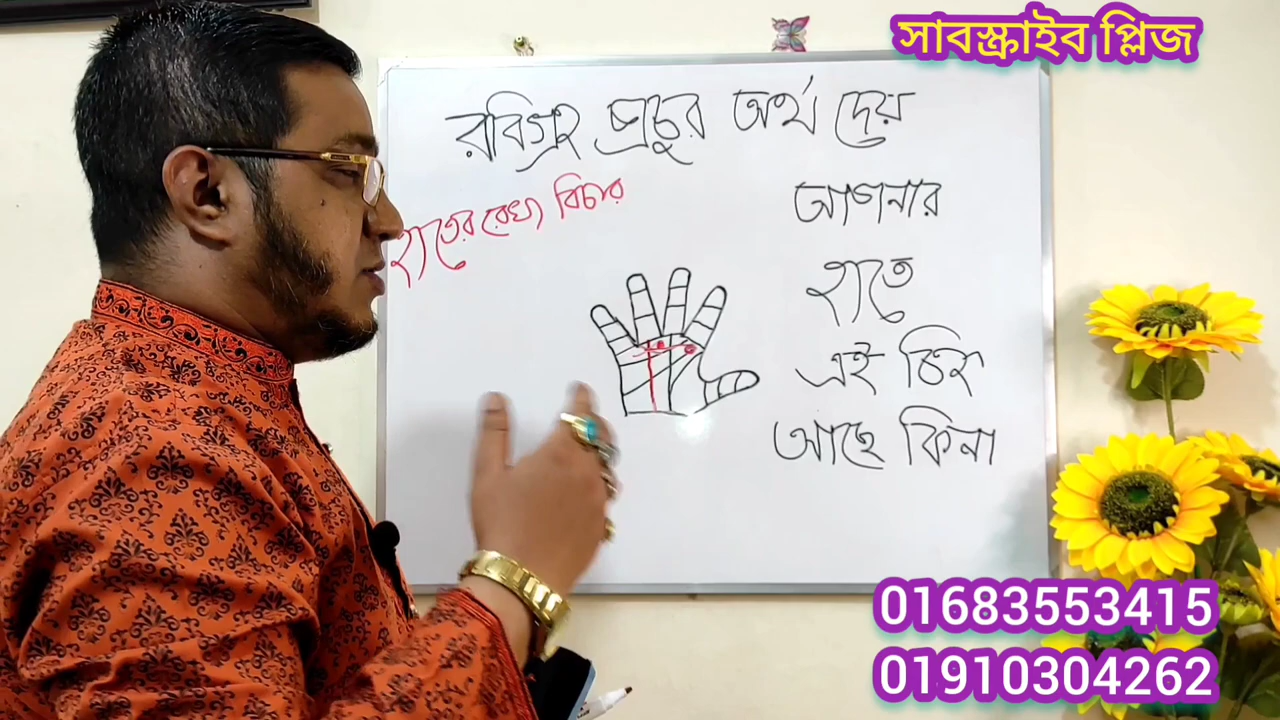 সাবস্ক্রাইব প্লিজ
রবিগ্রহ প্রচুর অর্থ দেয়
হাতের রেখা বিচার
আপনার
হাতে
এই চিহ্ন
আছে কিনা
01683553415
01910304262